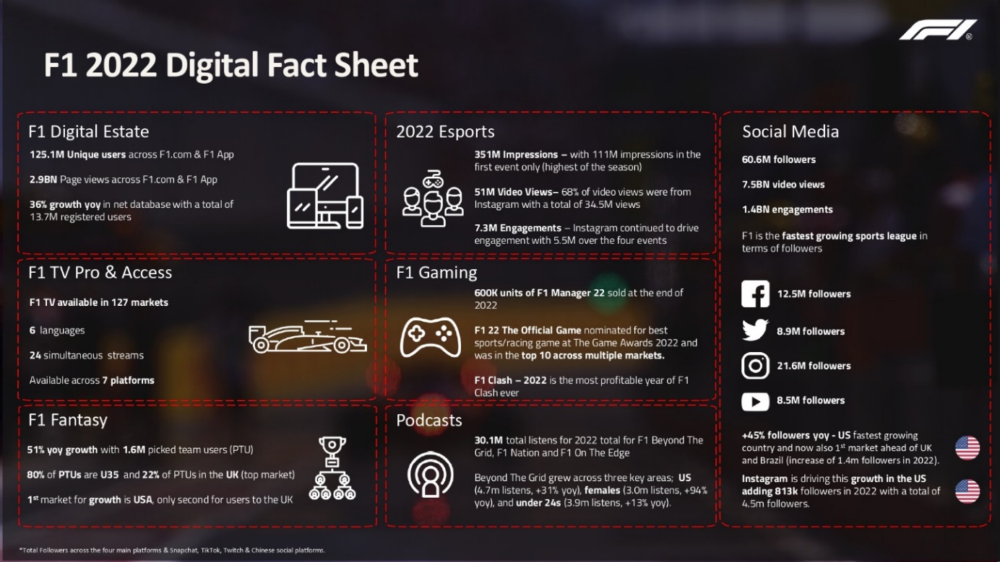 F1®
F1 2022 Digital Fact Sheet
F1 Digital Estate
125.1M Unique users across F1.com & F1 App
2.9BN Page views across F1.com & F1 App
36% growth yoy in net database with a total of
13.7M registered users
2022 Esports
351M Impressions – with 111M impressions in the
first event only (highest of the season)
51M Video Views– 68% of video views were from
Instagram with a total of 34.5M views
7.3M Engagements – Instagram continued to drive
engagement with 5.5M over the four events
Social Media
60.6M followers
7.5BN video views
1.4BN engagements
F1 is the fastest growing sports league in
terms of followers
12.5M followers
8.9M followers
21.6M followers
8.5M followers
+45% followers yoy - US fastest growing
country and now also 1st market ahead of UK
and Brazil (increase of 1.4m followers in 2022).
Instagram is driving this growth in the US
adding 813k followers in 2022 with a total of
4.5m followers.
F1 TV Pro & Access
F1 TV available in 127 markets
6 languages
24 simultaneous streams
Available across 7 platforms
F1 Gaming
600K units of F1 Manager 22 sold at the end of
2022
F1 22 The Official Game nominated for best
sports/racing game at The Game Awards 2022 and
was in the top 10 across multiple markets.
F1 Clash – 2022 is the most profitable year of F1
Clash ever
F1 Fantasy
51% yoy growth with 1.6M picked team users (PTU)
80% of PTUs are U35 and 22% of PTUs in the UK (top market)
1st market for growth is USA, only second for users to the UK
Podcasts
30.1M total listens for 2022 total for F1 Beyond The
Grid, F1 Nation and F1 On The Edge
Beyond The Grid grew across three key areas; US
(4.7m listens, +31% yoy), females (3.0m listens, +94%
yoy), and under 24s (3.9m listens, +13% yoy).
*Total Followers across the four main platforms & Snapchat, TikTok, Twitch & Chinese social platforms.